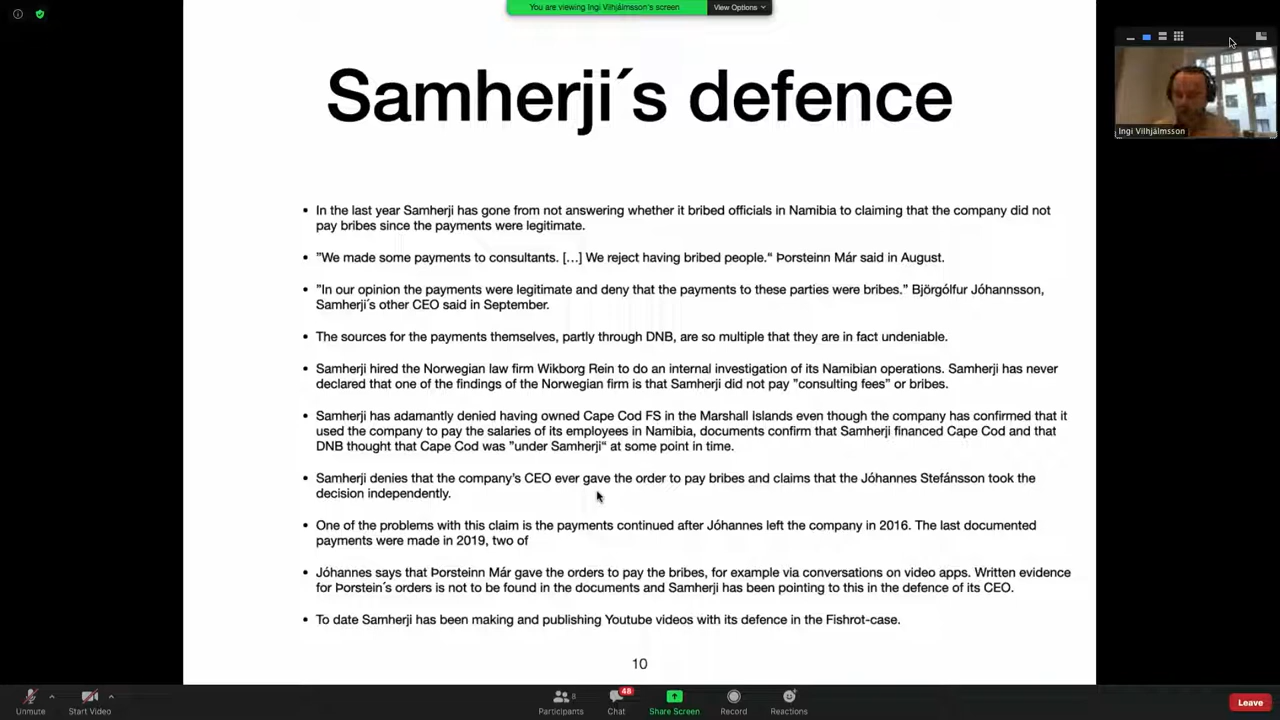 You are viewing Ingi Vilhjálmsson's screen
View Options
Samherji´s defence
Ingi Vilhjálmsson
• In the last year Samherji has gone from not answering whether it bribed officials in Namibia to claiming that the company did not
pay bribes since the payments were legitimate.
• ”We made some payments to consultants. […] We reject having bribed people.“ Þorsteinn Már said in August.
• ”In our opinion the payments were legitimate and deny that the payments to these parties were bribes.” Björgólfur Jóhannsson,
Samherji´s other CEO said in September.
• The sources for the payments themselves, partly through DNB, are so multiple that they are in fact undeniable.
• Samherji hired the Norwegian law firm Wikborg Rein to do an internal investigation of its Namibian operations. Samherji has never
declared that one of the findings of the Norwegian firm is that Samherji did not pay ”consulting fees” or bribes.
• Samherji has adamantly denied having owned Cape Cod FS in the Marshall Islands even though the company has confirmed that it
used the company to pay the salaries of its employees in Namibia, documents confirm that Samherji financed Cape Cod and that
DNB thought that Cape Cod was ”under Samherji“ at some point in time.
• Samherji denies that the company’s CEO ever gave the order to pay bribes and claims that the Jóhannes Stefánsson took the
decision independently.
• One of the problems with this claim is the payments continued after Jóhannes left the company in 2016. The last documented
payments were made in 2019, two of
• Jóhannes says that Þorsteinn Már gave the orders to pay the bribes, for example via conversations on video apps. Written evidence
for Þorstein´s orders is not to be found in the documents and Samherji has been pointing to this in the defence of its CEO.
• To date Samherji has been making and publishing Youtube videos with its defence in the Fishrot-case.
10
Unmute
Start Video
Participants
8
Chat
48
Share Screen
Record
Reactions
Leave